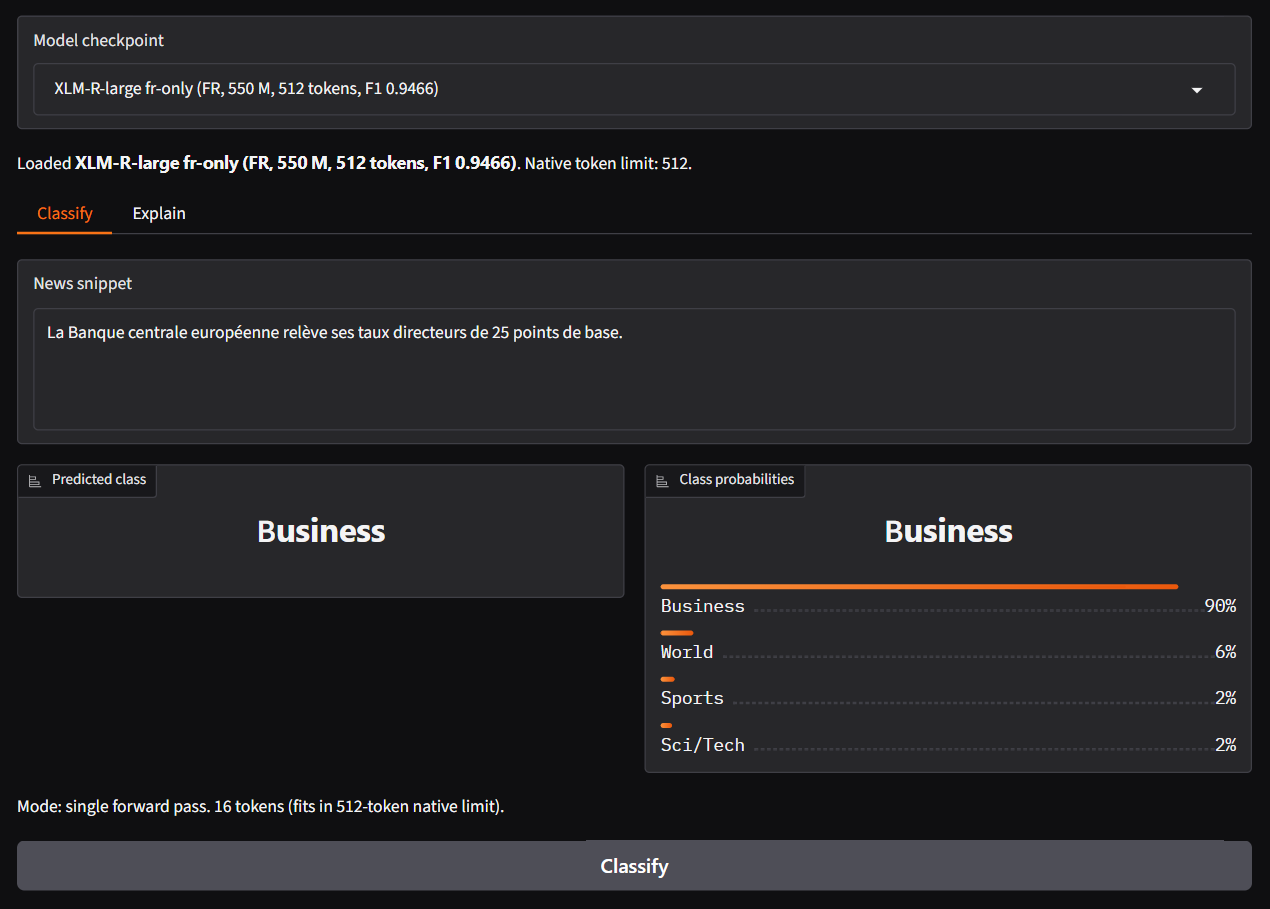 Model checkpoint
XLM-R-large fr-only (FR, 550 M, 512 tokens, F1 0.9466)
Loaded XLM-R-large fr-only (FR, 550 M, 512 tokens, F1 0.9466). Native token limit: 512.
Classify Explain
News snippet
La Banque centrale européenne relève ses taux directeurs de 25 points de base.
Predicted class
Business
Class probabilities
Business
Business 90%
World 6%
Sports 2%
Sci/Tech 2%
Mode: single forward pass. 16 tokens (fits in 512-token native limit).
Classify